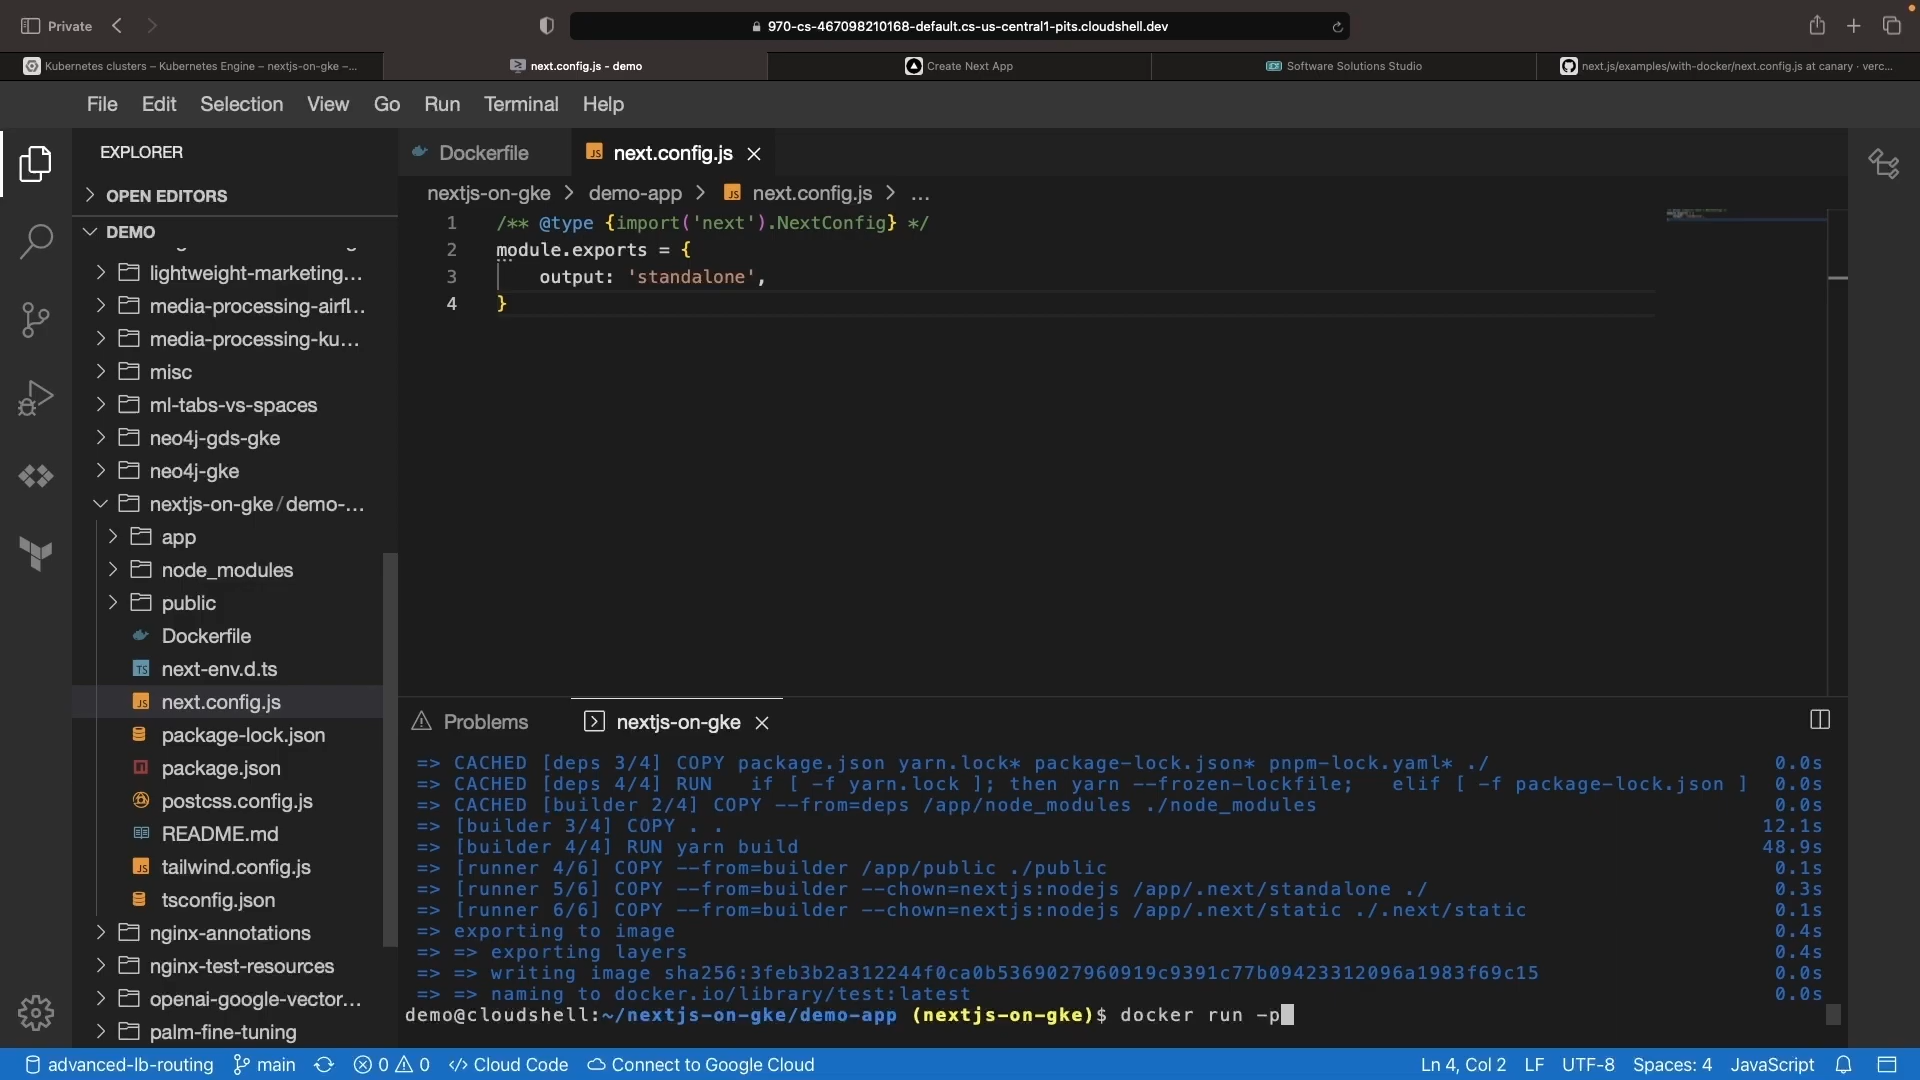 Private
970-cs-467098210168-default.cs-us-central1-pits.cloudshell.dev
Kubernetes clusters – Kubernetes Engine – nextjs-on-gke –...
next.config.js - demo
Create Next App
Software Solutions Studio
next.js/examples/with-docker/next.config.js at canary · verc...
File Edit Selection View Go Run Terminal Help
EXPLORER
OPEN EDITORS
DEMO
lightweight-marketing...
media-processing-airfl...
media-processing-ku...
misc
ml-tabs-vs-spaces
neo4j-gds-gke
neo4j-gke
nextjs-on-gke/demo-...
app
node_modules
public
Dockerfile
next-env.d.ts
next.config.js
package-lock.json
package.json
postcss.config.js
README.md
tailwind.config.js
tsconfig.json
nginx-annotations
nginx-test-resources
openai-google-vector...
palm-fine-tuning
Dockerfile
next.config.js
nextjs-on-gke > demo-app > next.config.js > ...
1 /** @type {import('next').NextConfig} */
2 module.exports = {
3 output: 'standalone',
4 }
Problems
nextjs-on-gke
=> CACHED [deps 3/4] COPY package.json yarn.lock* package-lock.json* pnpm-lock.yaml* ./ 0.0s
=> CACHED [deps 4/4] RUN if [ -f yarn.lock ]; then yarn --frozen-lockfile; elif [ -f package-lock.json ] 0.0s
=> CACHED [builder 2/4] COPY --from=deps /app/node_modules ./node_modules 0.0s
=> [builder 3/4] COPY . . 12.1s
=> [builder 4/4] RUN yarn build 48.9s
=> [runner 4/6] COPY --from=builder /app/public ./public 0.1s
=> [runner 5/6] COPY --from=builder --chown=nextjs:nodejs /app/.next/standalone ./ 0.3s
=> [runner 6/6] COPY --from=builder --chown=nextjs:nodejs /app/.next/static ./.next/static 0.1s
=> exporting to image 0.4s
=> => exporting layers 0.4s
=> => writing image sha256:3feb3b2a312244f0ca0b5369027960919c9391c77b09423312096a1983f69c15 0.0s
=> => naming to docker.io/library/test:latest 0.0s
demo@cloudshell:~/nextjs-on-gke/demo-app (nextjs-on-gke)$ docker run -p
advanced-lb-routing main 0 0 Cloud Code Connect to Google Cloud
Ln 4, Col 2 LF UTF-8 Spaces: 4 JavaScript